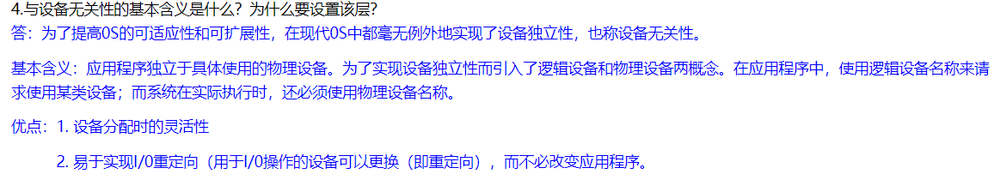 4.与设备无关性的基本含义是什么？为什么要设置该层？
答：为了提高OS的可适应性和可扩展性，在现代OS中都毫无例外地实现了设备独立性，也称设备无关性。
基本含义：应用程序独立于具体使用的物理设备。为了实现设备独立性而引入了逻辑设备和物理设备两概念。在应用程序中，使用逻辑设备名称来请
求使用某类设备；而系统在实际执行时，还必须使用物理设备名称。
优点：1. 设备分配时的灵活性
2. 易于实现I/0重定向（用于I/0操作的设备可以更换（即重定向），而不必改变应用程序。